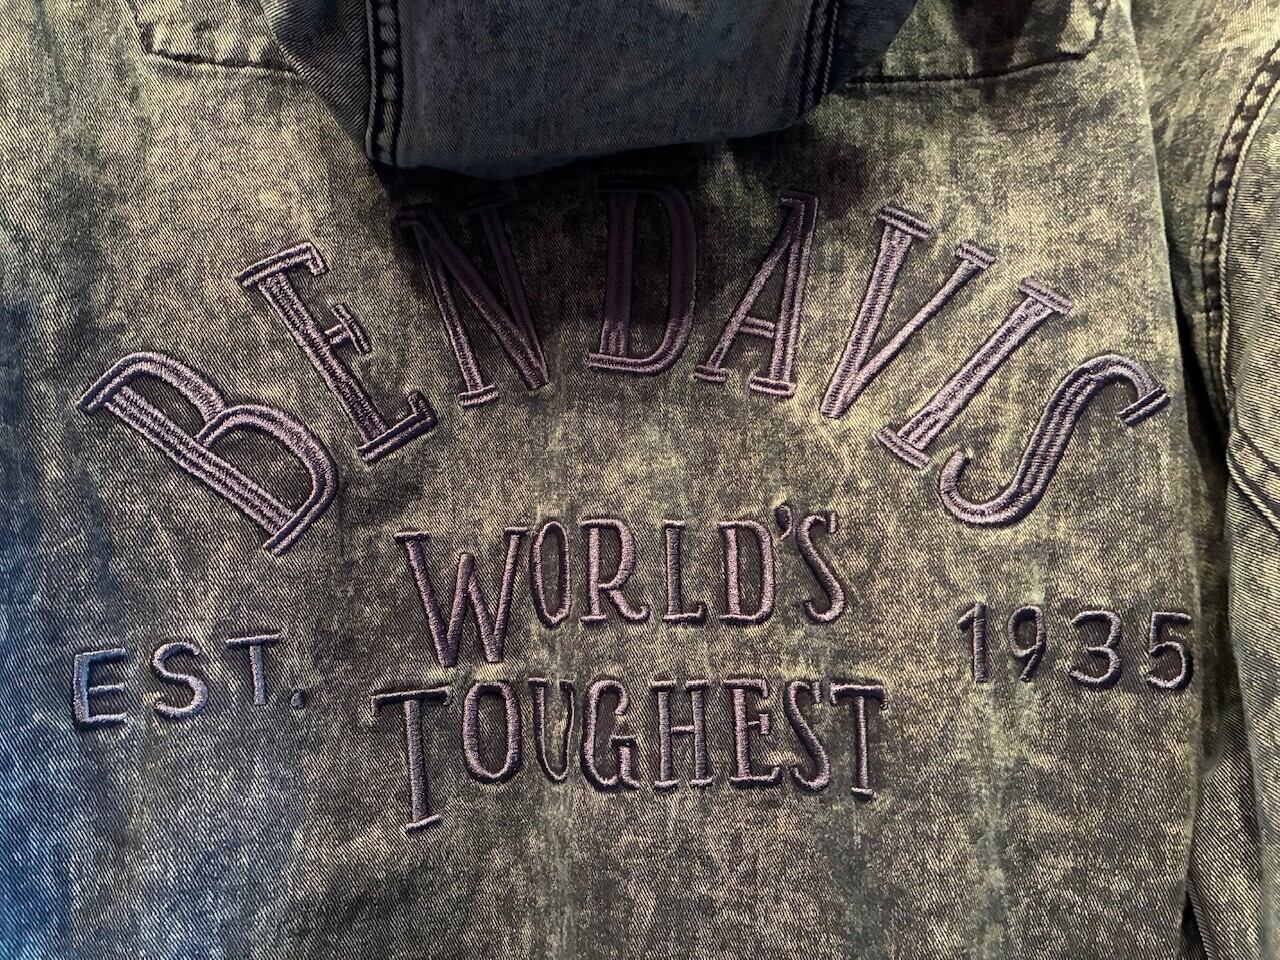 BEN DAVIS
WORLD'S
EST. 1935
TOUGHEST